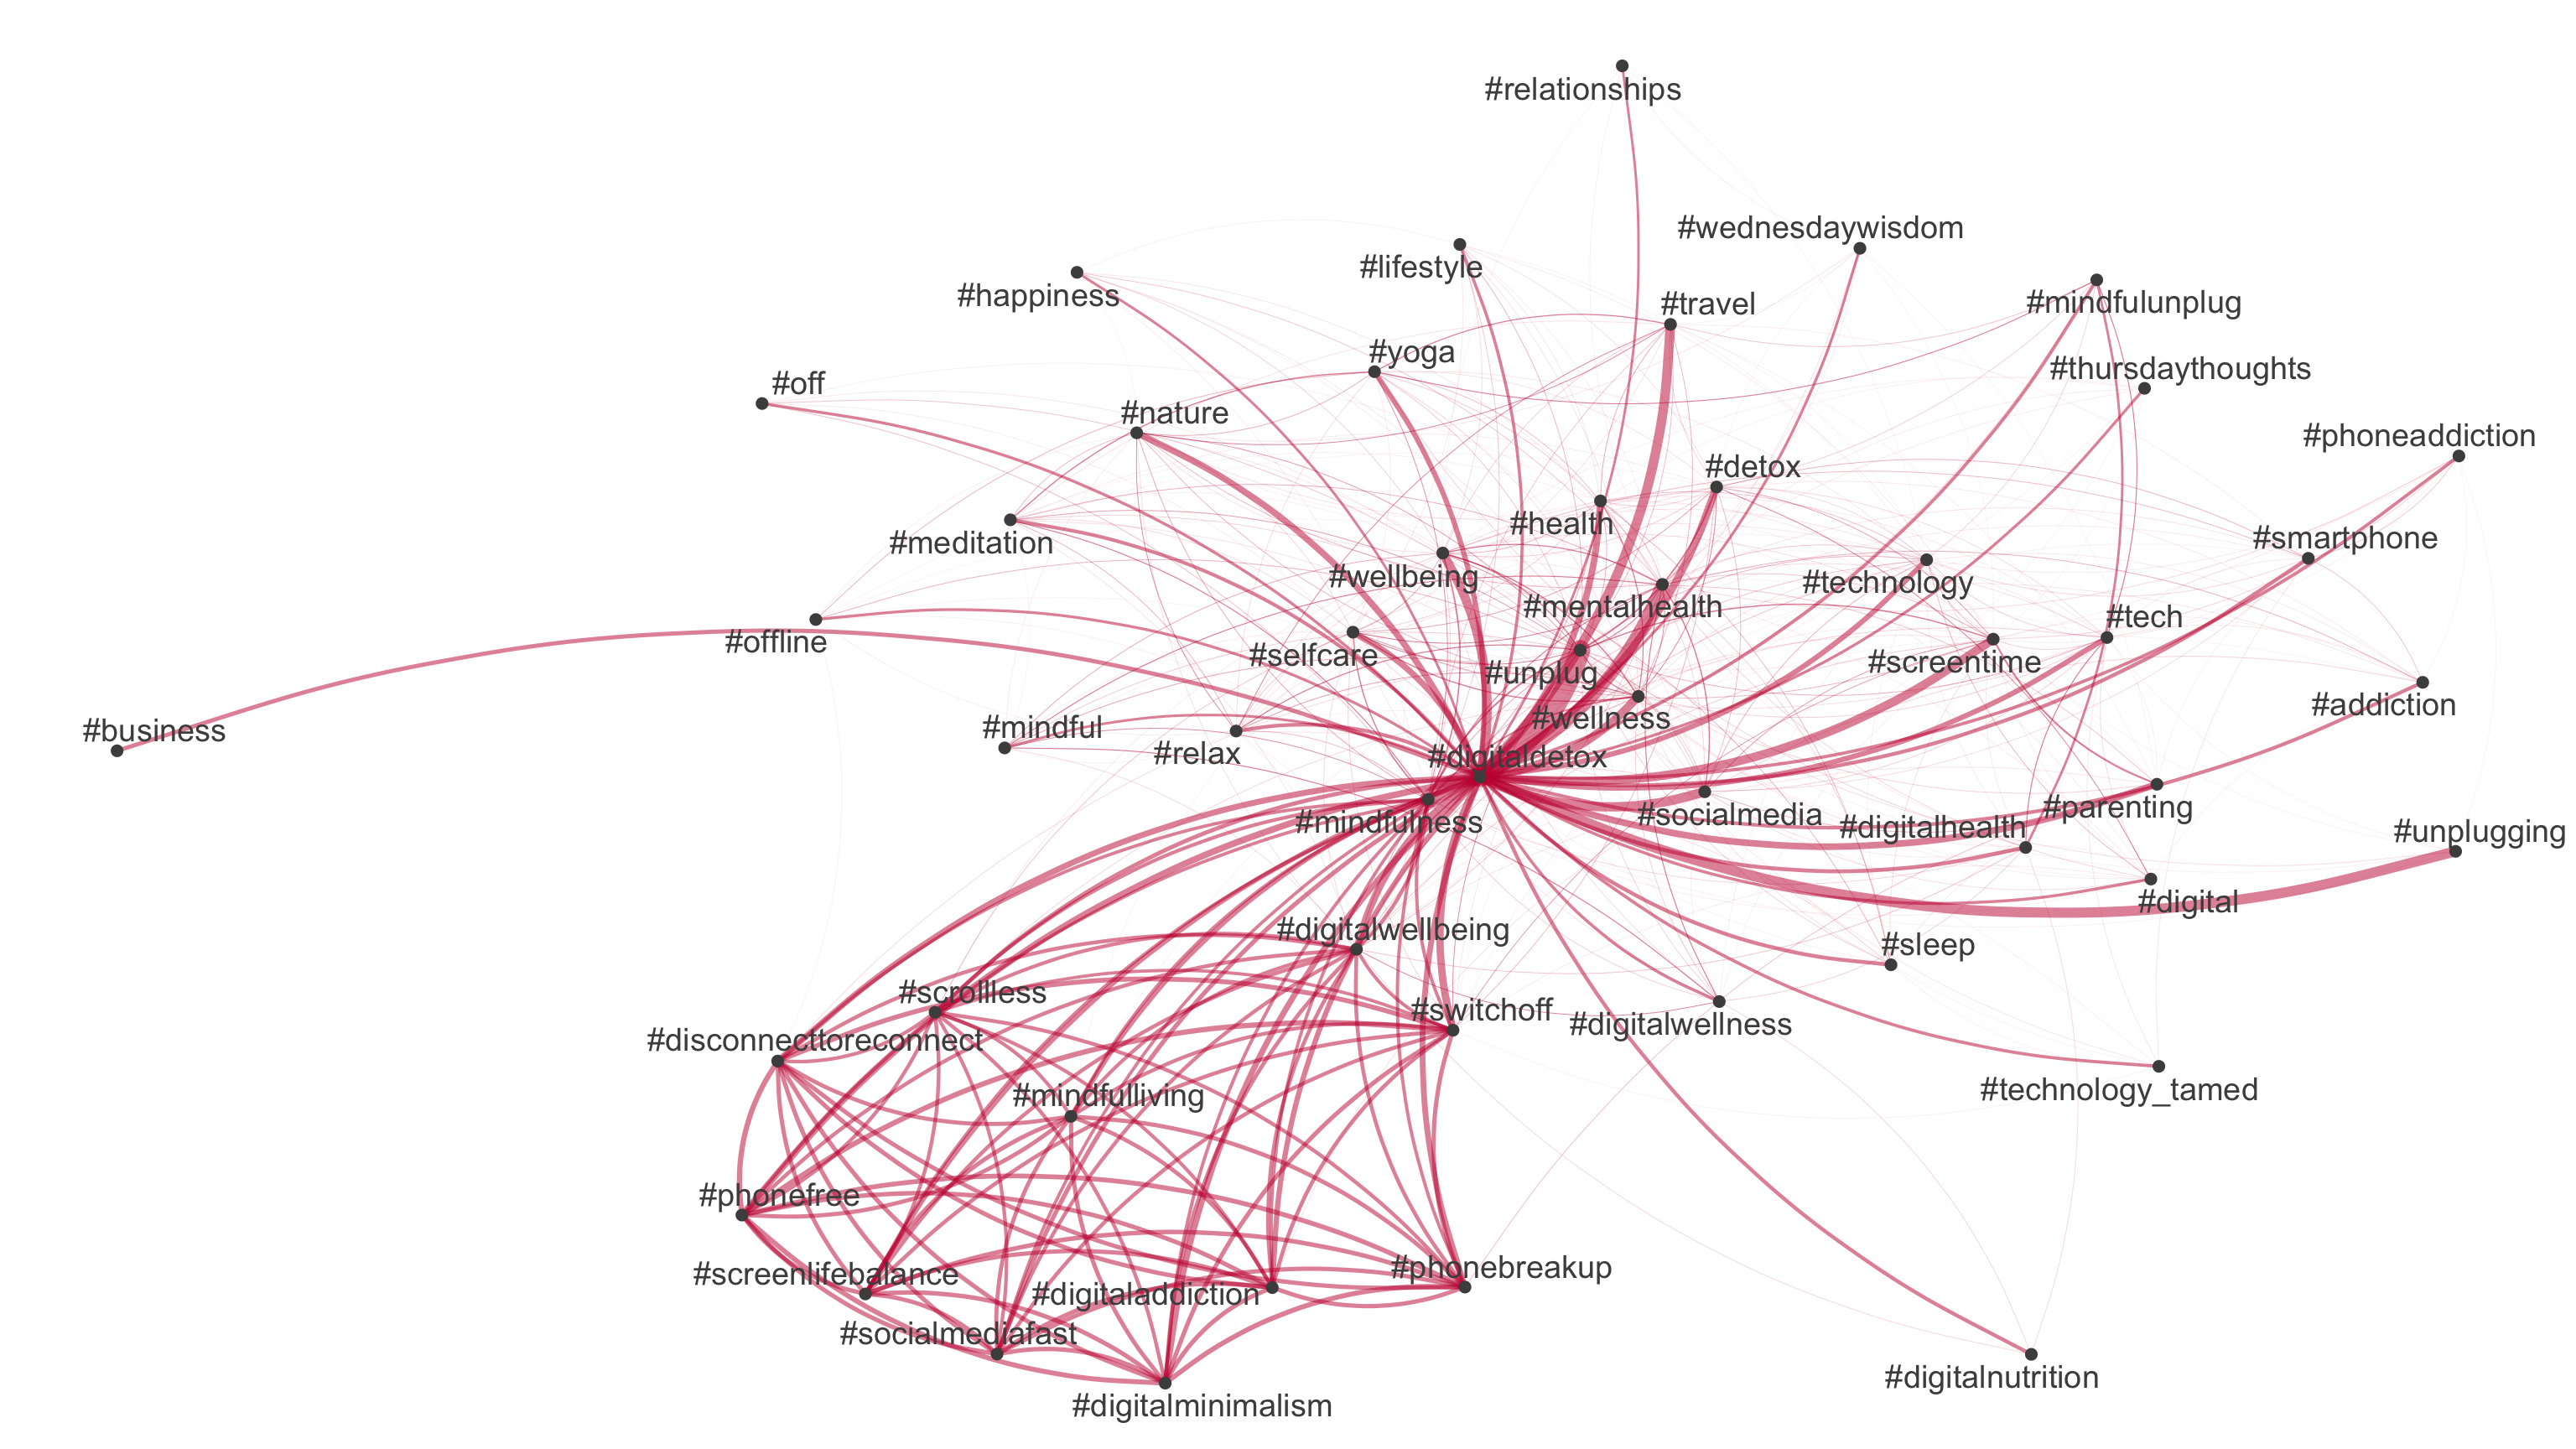 #relationships
#wednesdaywisdom
#lifestyle
#happiness
#travel
#mindfulunplug
#yoga
#thursdaythoughts
#off
#nature
#phoneaddiction
#detox
#health
#meditation
#smartphone
#wellbeing
#technology
#mentalhealth
#tech
#offline
#selfcare
#screentime
#unplug
#addiction
#wellness
#business
#mindful
#relax
#digitaldetox
#parenting
#socialmedia
#mindfulness
#digitalhealth
#unplugging
#digital
#digitalwellbeing
#sleep
#scrollless
#switchoff
#digitalwellness
#disconnecttoreconnect
#technology_tamed
#mindfulliving
#phonefree
#phonebreakup
#screenlifebalance
#digitaladdiction
#socialmediafast
#digitalnutrition
#digitalminimalism